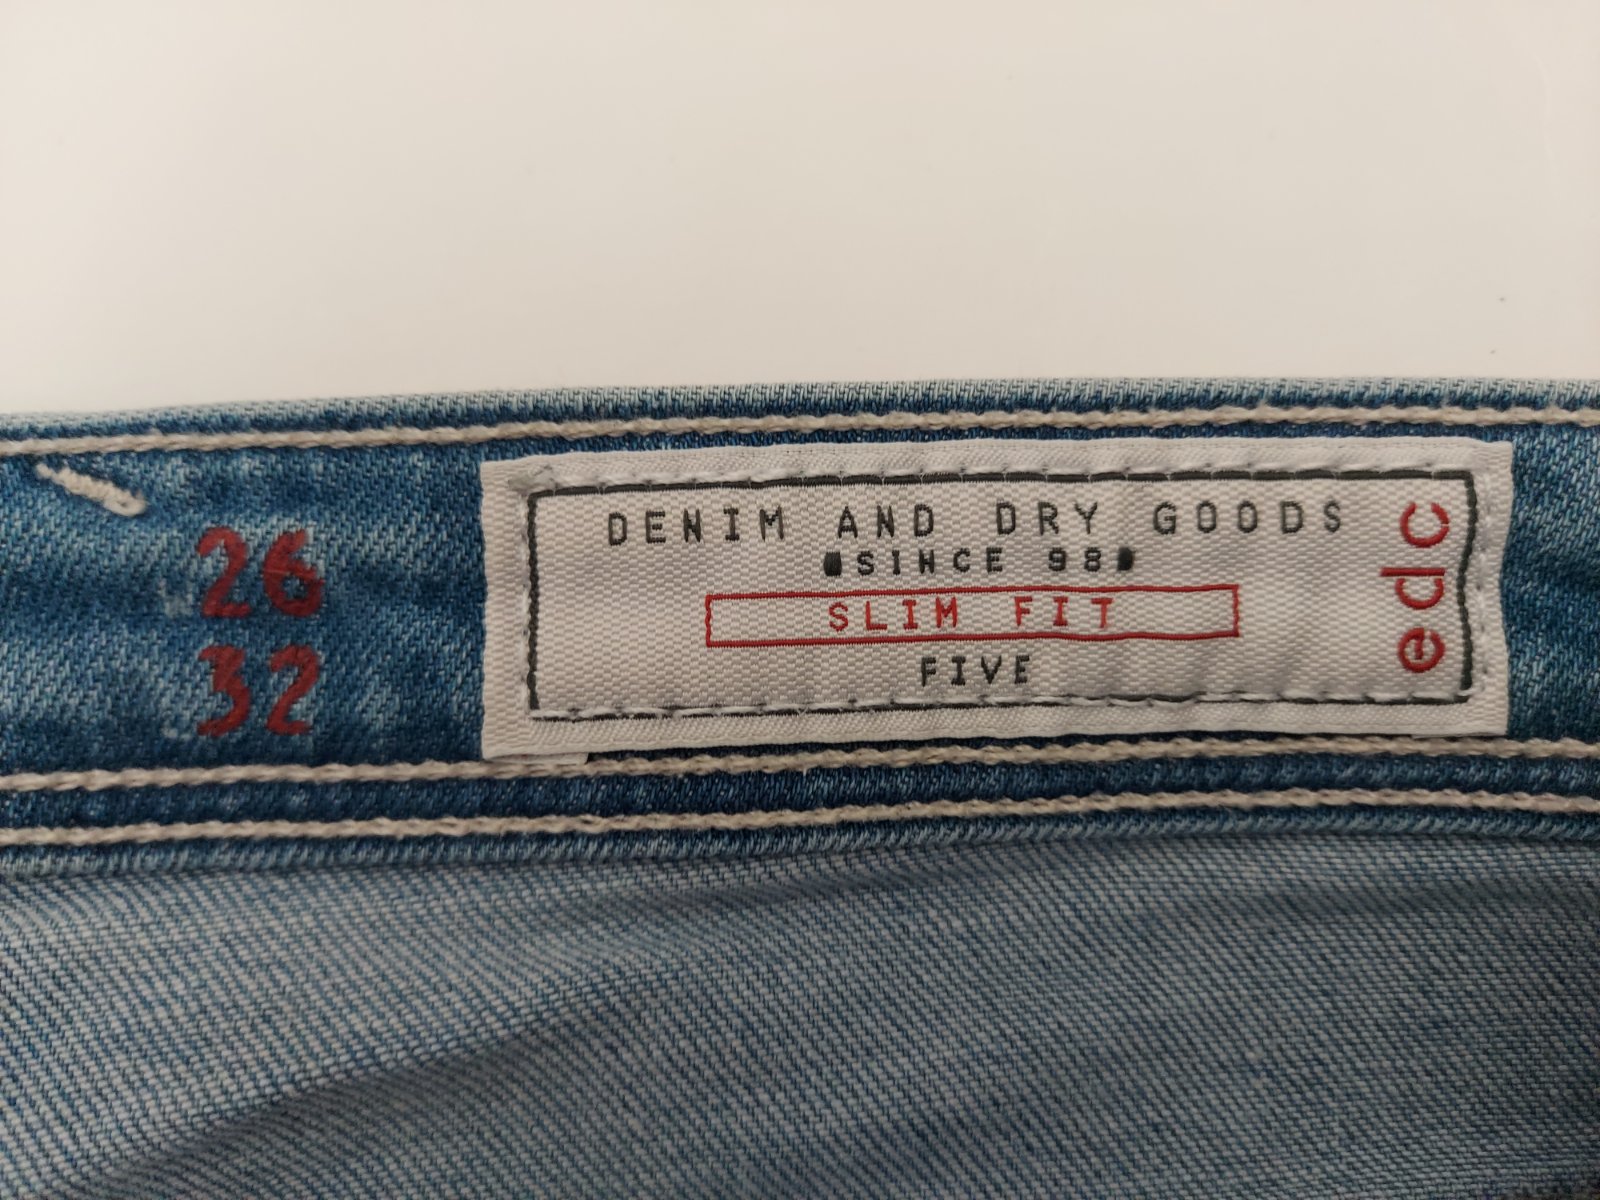 26
32
DENIM AND DRY GOODS
SINCE 98
SLIM FIT
FIVE
edc